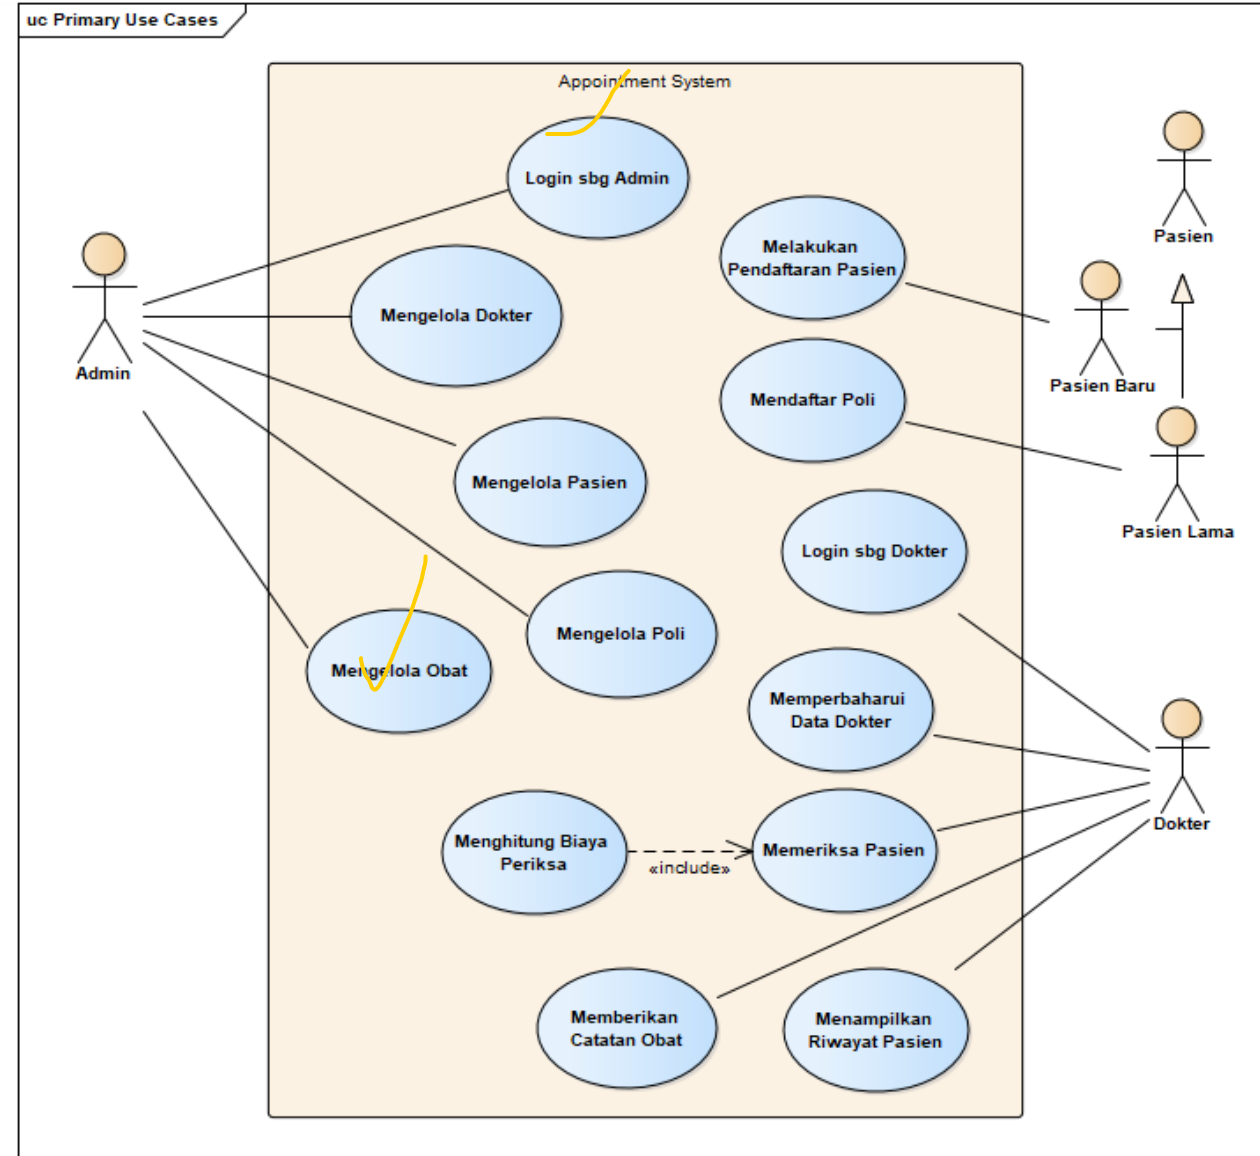 uc Primary Use Cases
Appointment System
Login sbg Admin
Melakukan
Pendaftaran Pasien
Pasien
Mengelola Dokter
Admin
Pasien Baru
Mendaftar Poli
Mengelola Pasien
Pasien Lama
Login sbg Dokter
Mengelola Poli
Mengelola Obat
Memperbaharui
Data Dokter
Dokter
Menghitung Biaya
Periksa
«include»
Memeriksa Pasien
Memberikan
Catatan Obat
Menampilkan
Riwayat Pasien